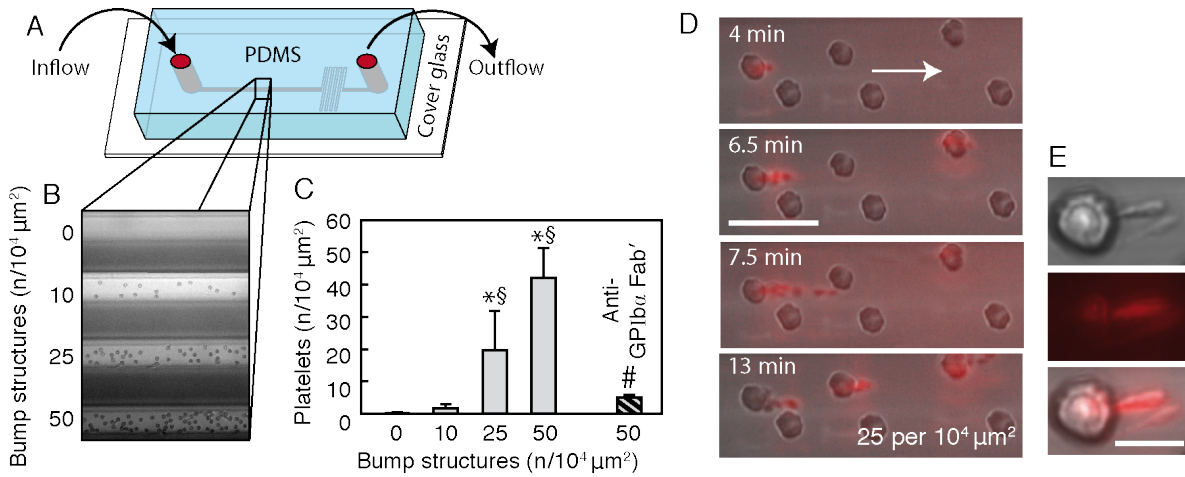 A
Inflow
PDMS
Outflow
Cover glass
B
Bump structures (n/10⁴ µm²)
0
10
25
50
C
Platelets (n/10⁴ µm²)
60
50
40
30
20
10
0
*§
*§
Anti-
GPIbα Fab′
#
0 10 25 50 50
Bump structures (n/10⁴ µm²)
D
4 min
6.5 min
7.5 min
13 min
25 per 10⁴ µm²
E